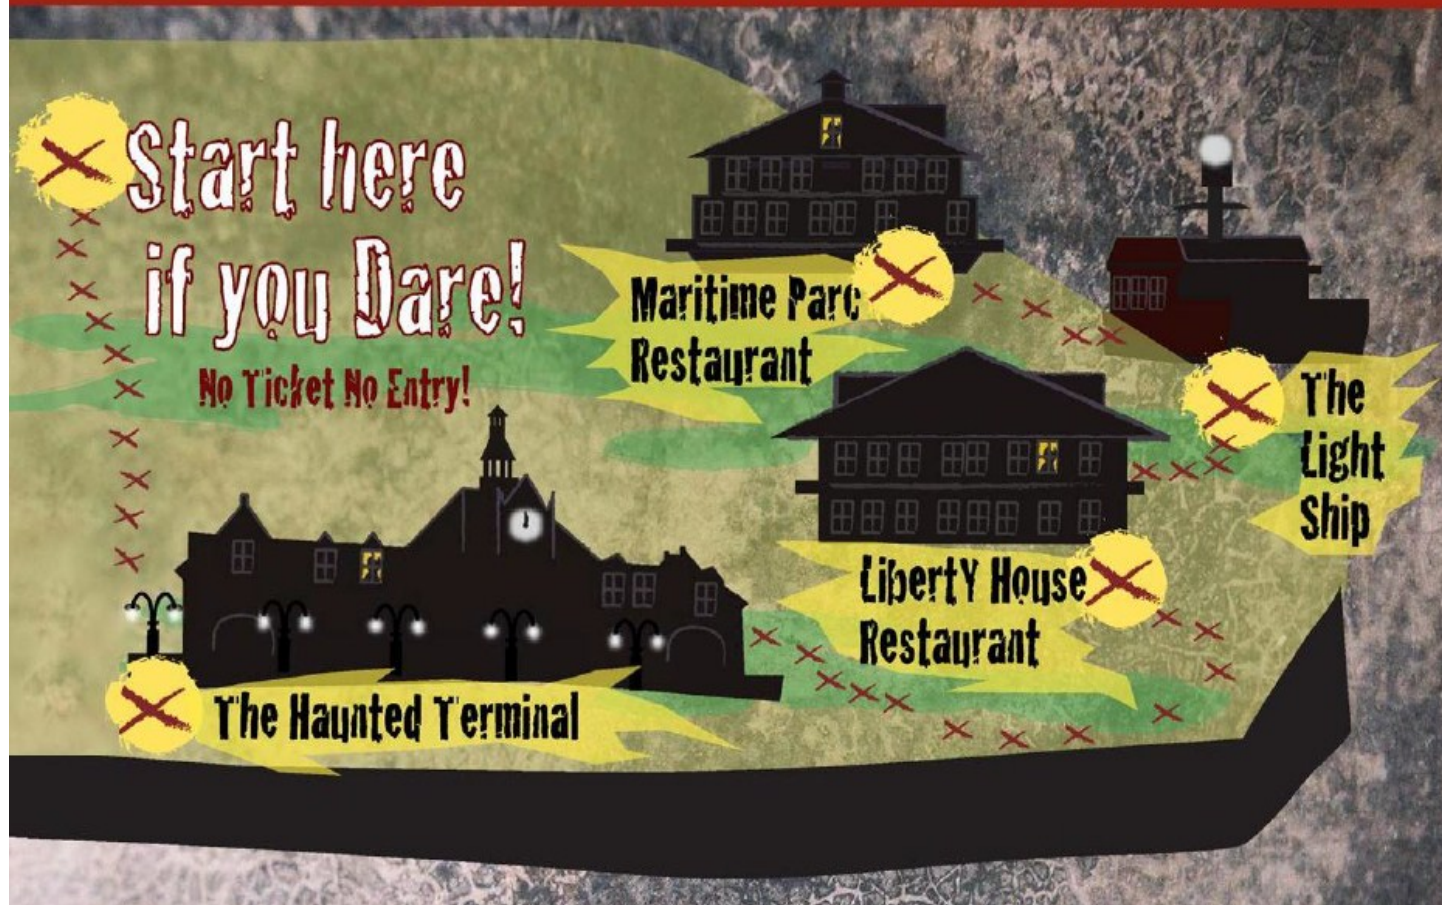 Start here
if you Dare!
No Ticket No Entry!
Maritime Parc
Restaurant
The
Light
Ship
LibertY House
Restaurant
The Haunted Terminal